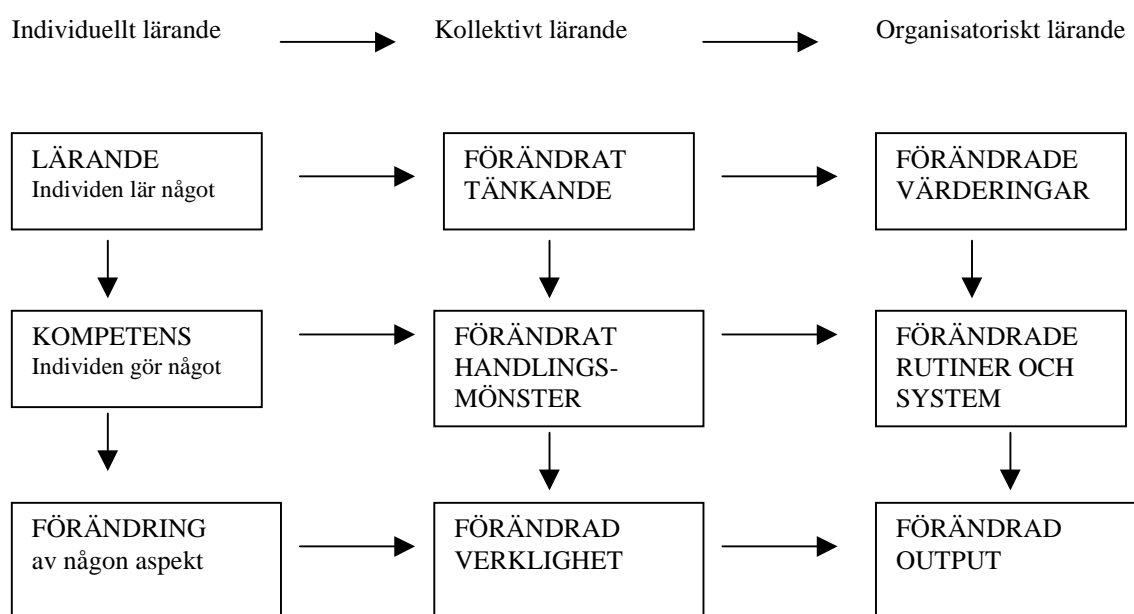 Individuellt lärande
Kollektivt lärande
Organisatoriskt lärande
LÄRANDE
Individen lär något
FÖRÄNDRAT
TÄNKANDE
FÖRÄNDRADE
VÄRDERINGAR
KOMPETENS
Individen gör något
FÖRÄNDRAT
HANDLINGS-
MÖNSTER
FÖRÄNDRADE
RUTINER OCH
SYSTEM
FÖRÄNDRING
av någon aspekt
FÖRÄNDRAD
VERKLIGHET
FÖRÄNDRAD
OUTPUT